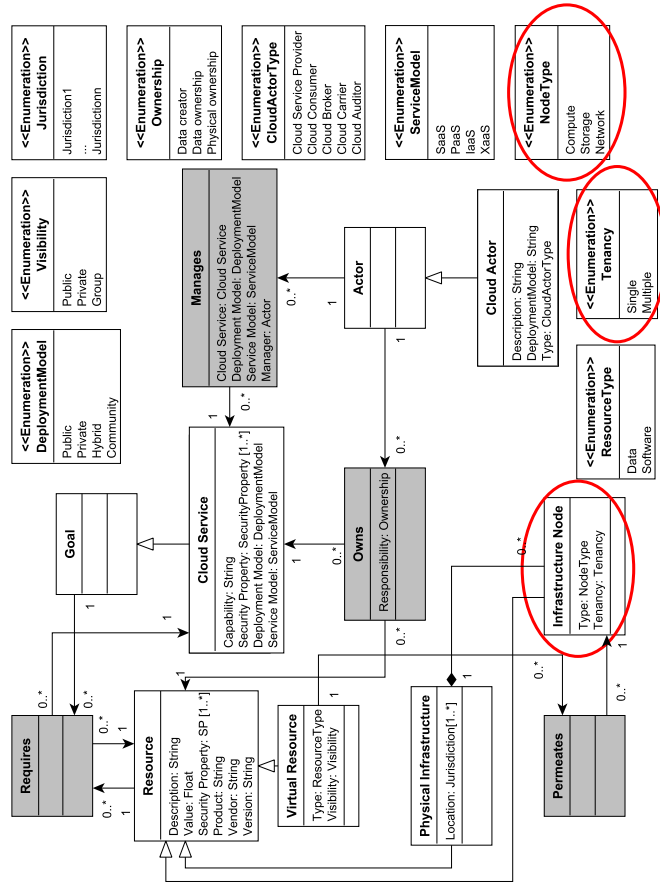 <<Enumeration>>
Jurisdiction
Jurisdiction1
...
Jurisdictionn
<<Enumeration>>
Ownership
Data creator
Data ownership
Physical ownership
<<Enumeration>>
CloudActorType
Cloud Service Provider
Cloud Consumer
Cloud Broker
Cloud Carrier
Cloud Auditor
<<Enumeration>>
ServiceModel
SaaS
PaaS
IaaS
XaaS
<<Enumeration>>
NodeType
Compute
Storage
Network
<<Enumeration>>
Visibility
Public
Private
Group
Manages
Cloud Service: Cloud Service
Deployment Model: DeploymentModel
Service Model: ServiceModel
Manager: Actor
0..*
1
Actor
1
Cloud Actor
Description: String
DeploymentModel: String
Type: CloudActorType
<<Enumeration>>
Tenancy
Single
Multiple
<<Enumeration>>
DeploymentModel
Public
Private
Hybrid
Community
0..*
1
Cloud Service
Capability: String
Security Property: SecurityProperty [1..*]
Deployment Model: DeploymentModel
Service Model: ServiceModel
1
0..*
Owns
Responsibility: Ownership
0..*
0..*
<<Enumeration>>
ResourceType
Data
Software
Goal
1
1
Infrastructure Node
Type: NodeType
Tenancy: Tenancy
0..*
1
Requires
0..*
0..*
0..*
0..*
1
1
Resource
Description: String
Value: Float
Security Property: SP [1..*]
Product: String
Vendor: String
Version: String
1
Virtual Resource
Type: ResourceType
Visibility: Visibility
1
Physical Infrastructure
Location: Jurisdiction[1..*]
1
Permeates
0..*
0..*